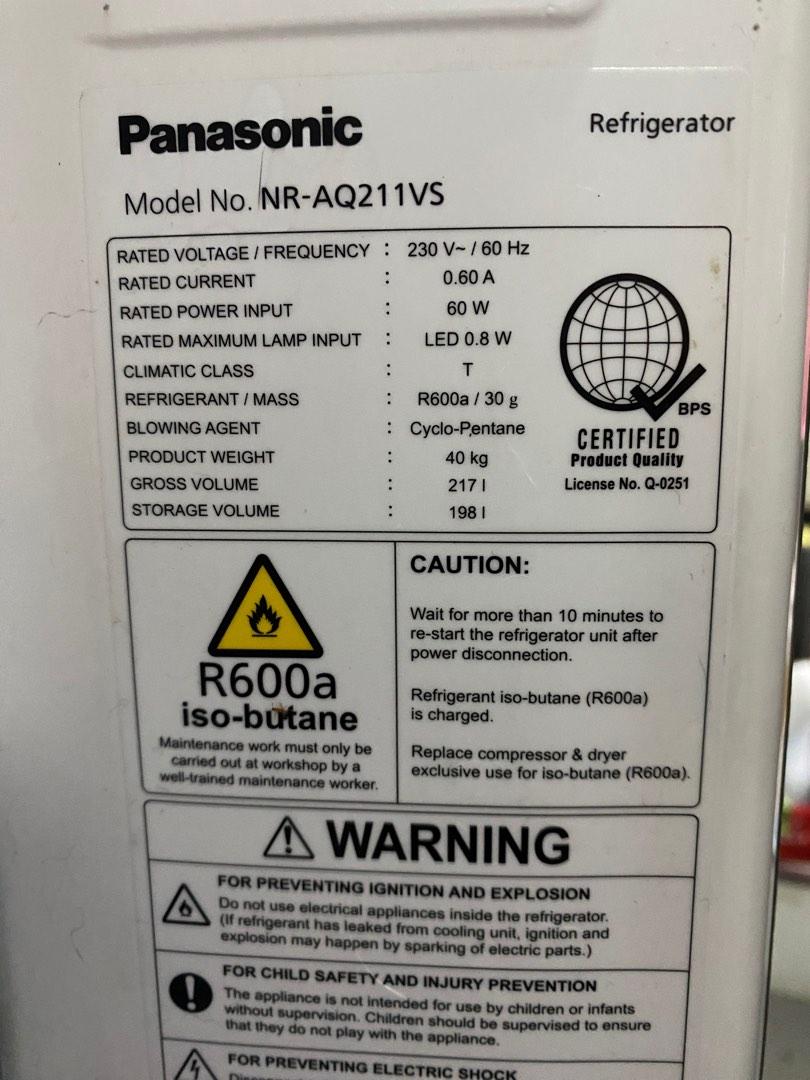 Panasonic
Refrigerator
Model No. NR-AQ211VS
RATED VOLTAGE / FREQUENCY : 230 V~ / 60 Hz
RATED CURRENT : 0.60 A
RATED POWER INPUT : 60 W
RATED MAXIMUM LAMP INPUT : LED 0.8 W
CLIMATIC CLASS : T
REFRIGERANT / MASS : R600a / 30 g
BLOWING AGENT : Cyclo-Pentane
PRODUCT WEIGHT : 40 kg
GROSS VOLUME : 217 l
STORAGE VOLUME : 198 l
BPS
CERTIFIED
Product Quality
License No. Q-0251
R600a
iso-butane
Maintenance work must only be
carried out at workshop by a
well-trained maintenance worker.
CAUTION:
Wait for more than 10 minutes to
re-start the refrigerator unit after
power disconnection.
Refrigerant iso-butane (R600a)
is charged.
Replace compressor & dryer
exclusive use for iso-butane (R600a).
WARNING
FOR PREVENTING IGNITION AND EXPLOSION
Do not use electrical appliances inside the refrigerator.
(If refrigerant has leaked from cooling unit, ignition and
explosion may happen by sparking of electric parts.)
FOR CHILD SAFETY AND INJURY PREVENTION
The appliance is not intended for use by children or infants
without supervision. Children should be supervised to ensure
that they do not play with the appliance.
FOR PREVENTING ELECTRIC SHOCK